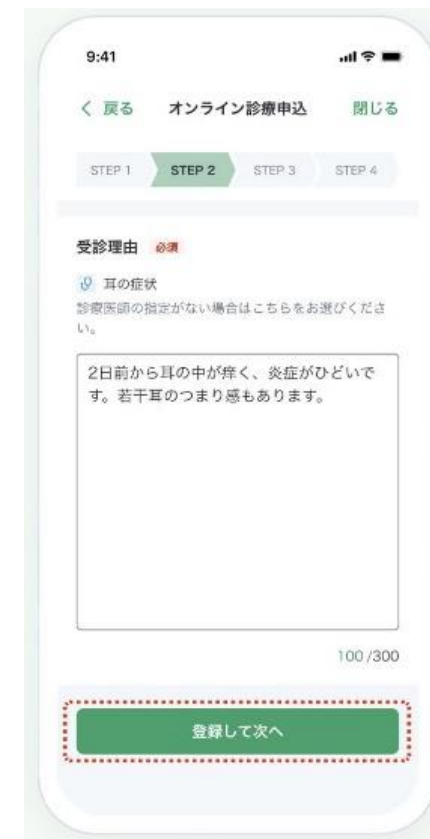 9:41
戻る オンライン診療申込 閉じる
STEP 1 STEP 2 STEP 3 STEP 4
受診理由 必須
耳の症状
診療医師の指定がない場合はこちらをお選びくださ
い。
2日前から耳の中が痒く、炎症がひどいで
す。若干耳のつまり感もあります。
100 /300
登録して次へ